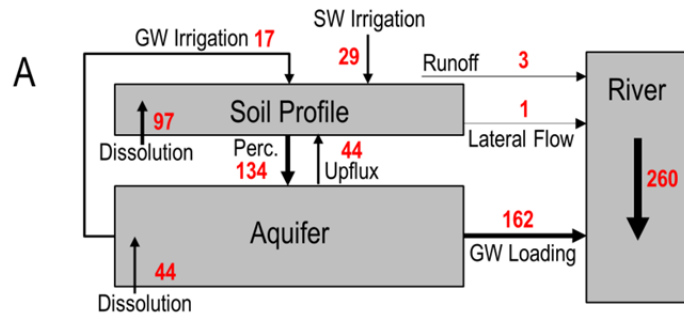 SW Irrigation
GW Irrigation 17
29
Runoff 3
A
River
Soil Profile
97
1
Dissolution
Perc.
44
Lateral Flow
134
Upflux
260
162
Aquifer
GW Loading
44
Dissolution